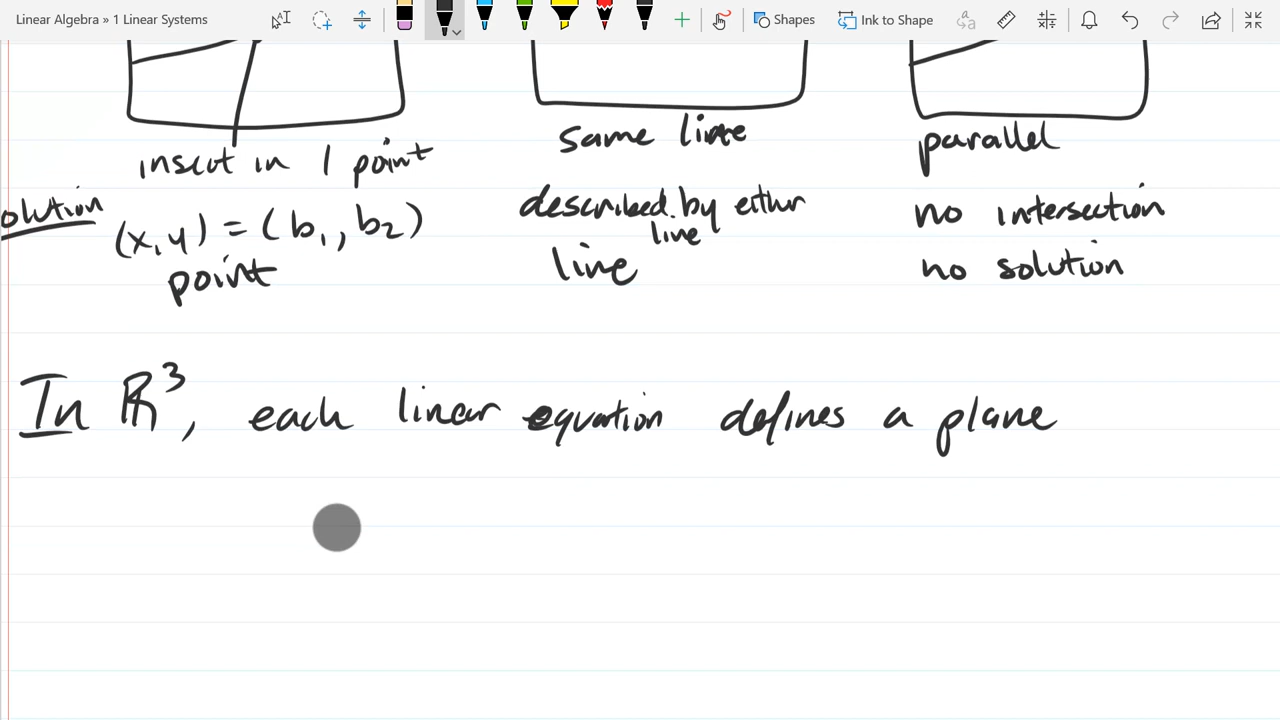 Linear Algebra » 1 Linear Systems
Shapes
Ink to Shape
insect in 1 point
same line
parallel
olution
(x,y) = (b₁, b₂)
point
described by either
line
line
no intersection
no solution
In ℝ³, each linear equation defines a plane